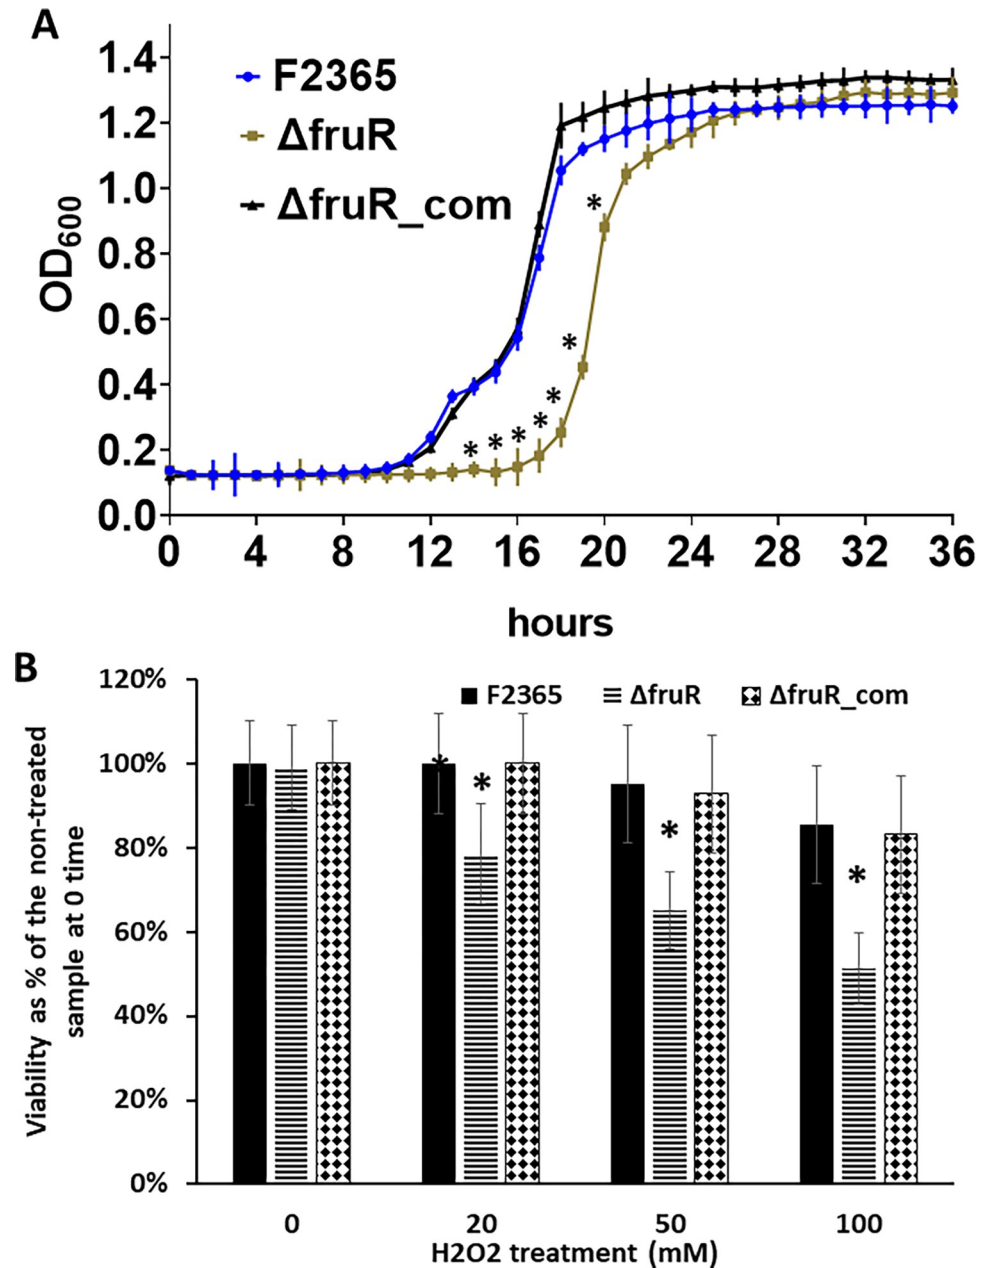 A
1.4
1.2
1.0
0.8
0.6
0.4
0.2
0.0
OD600
F2365
ΔfruR
ΔfruR_com
*
*
*
*
*
*
*
0 4 8 12 16 20 24 28 32 36
hours
B
120%
100%
80%
60%
40%
20%
0%
Viability as % of the non-treated
sample at 0 time
F2365 ΔfruR ΔfruR_com
*
*
*
*
0 20 50 100
H2O2 treatment (mM)